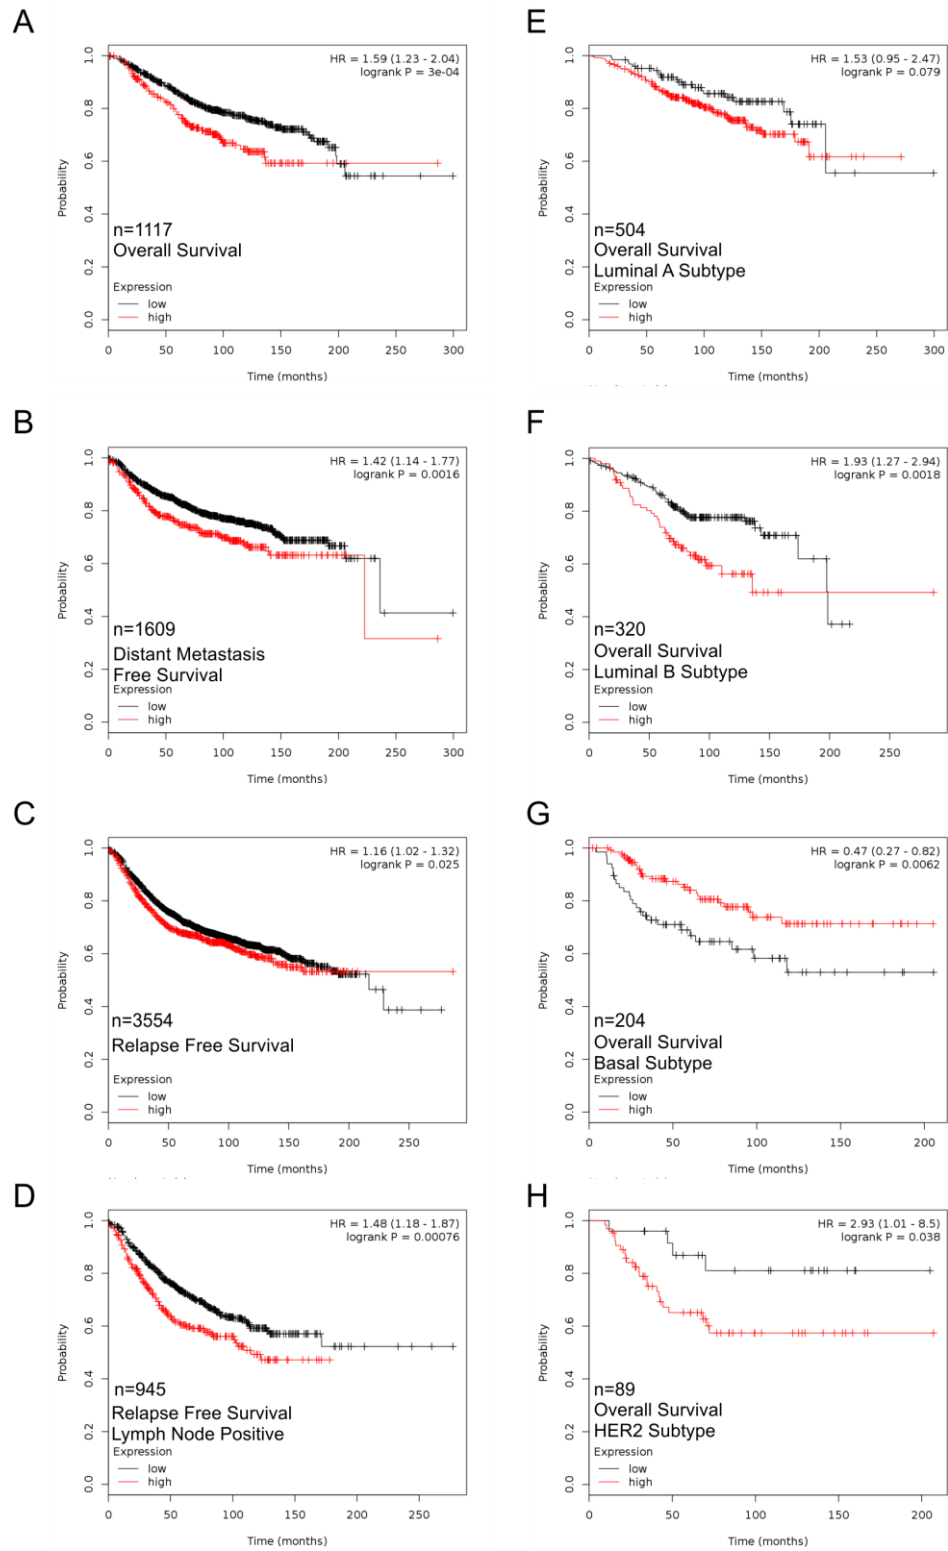 A
HR = 1.59 (1.23 - 2.04)
logrank P = 3e-04
Probability
1.0
0.8
0.6
0.4
0.2
0.0
n=1117
Overall Survival
Expression
low
high
0 50 100 150 200 250 300
Time (months)
B
HR = 1.42 (1.14 - 1.77)
logrank P = 0.0016
Probability
1.0
0.8
0.6
0.4
0.2
0.0
n=1609
Distant Metastasis
Free Survival
Expression
low
high
0 50 100 150 200 250 300
Time (months)
C
HR = 1.16 (1.02 - 1.32)
logrank P = 0.025
Probability
1.0
0.8
0.6
0.4
0.2
0.0
n=3554
Relapse Free Survival
Expression
low
high
0 50 100 150 200 250
Time (months)
D
HR = 1.48 (1.18 - 1.87)
logrank P = 0.00076
Probability
1.0
0.8
0.6
0.4
0.2
0.0
n=945
Relapse Free Survival
Lymph Node Positive
Expression
low
high
0 50 100 150 200 250
Time (months)
E
HR = 1.53 (0.95 - 2.47)
logrank P = 0.079
Probability
1.0
0.8
0.6
0.4
0.2
0.0
n=504
Overall Survival
Luminal A Subtype
Expression
low
high
0 50 100 150 200 250 300
Time (months)
F
HR = 1.93 (1.27 - 2.94)
logrank P = 0.0018
Probability
1.0
0.8
0.6
0.4
0.2
0.0
n=320
Overall Survival
Luminal B Subtype
Expression
low
high
0 50 100 150 200 250
Time (months)
G
HR = 0.47 (0.27 - 0.82)
logrank P = 0.0062
Probability
1.0
0.8
0.6
0.4
0.2
0.0
n=204
Overall Survival
Basal Subtype
Expression
low
high
0 50 100 150 200
Time (months)
H
HR = 2.93 (1.01 - 8.5)
logrank P = 0.038
Probability
1.0
0.8
0.6
0.4
0.2
0.0
n=89
Overall Survival
HER2 Subtype
Expression
low
high
0 50 100 150 200
Time (months)